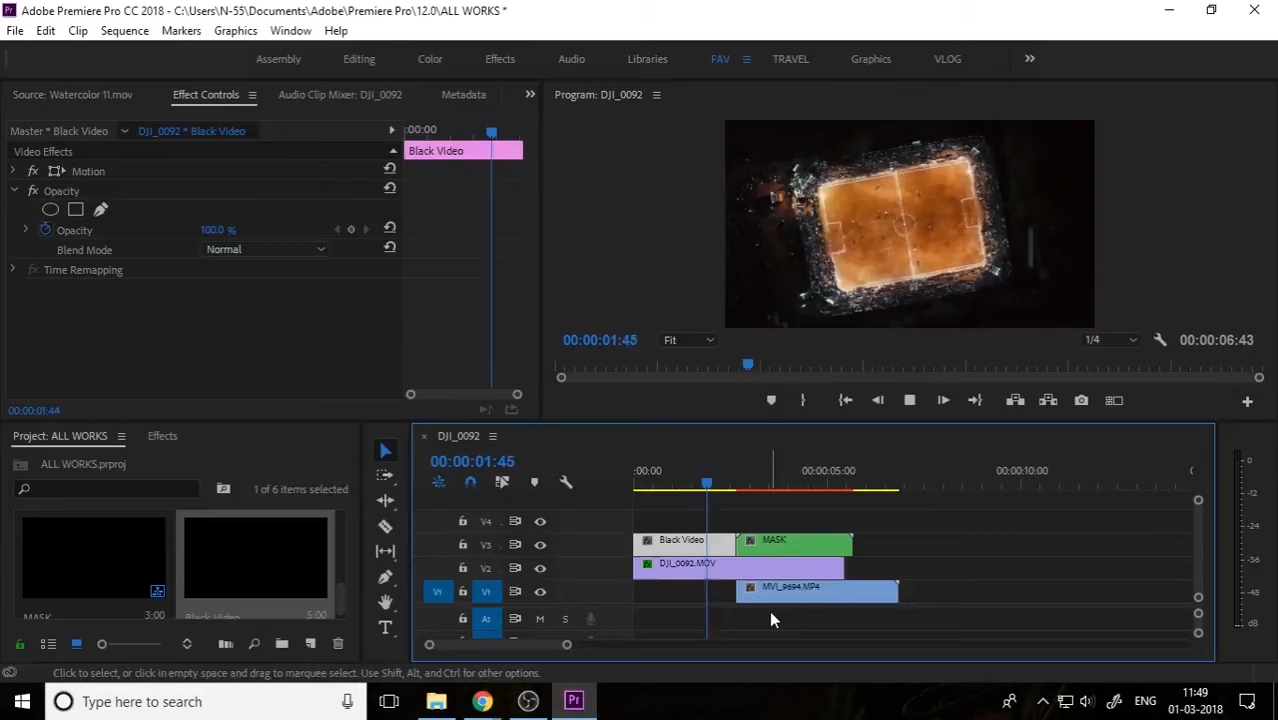 Adobe Premiere Pro CC 2018 - C:\Users\N-55\Documents\Adobe\Premiere Pro\12.0\ALL WORKS *
File Edit Clip Sequence Markers Graphics Window Help
Assembly Editing Color Effects Audio Libraries FAV TRAVEL Graphics VLOG
Source: Watercolor 11.mov Effect Controls Audio Clip Mixer: DJI_0092 Metadata
Program: DJI_0092
Master * Black Video DJI_0092 * Black Video
:00:00
Video Effects
Black Video
fx Motion
fx Opacity
Opacity 100.0 %
Blend Mode Normal
fx Time Remapping
00:00:01:44
00:00:01:45 Fit 1/4 00:00:06:43
Project: ALL WORKS Effects
ALL WORKS.prproj
1 of 6 items selected
MASK 3:00 Black Video 5:00
DJI_0092
00:00:01:45
:00:00 00:00:05:00 00:00:10:00
V4
V3 Black Video MASK
V2 DJI_0092.MOV
V1 V1 MVI_9694.MP4
A1 M S
0
-12
-24
-36
-48
dB
Click to select, or click in empty space and drag to marquee select. Use Shift, Alt, and Ctrl for other options.
Type here to search
ENG
11:49
01-03-2018